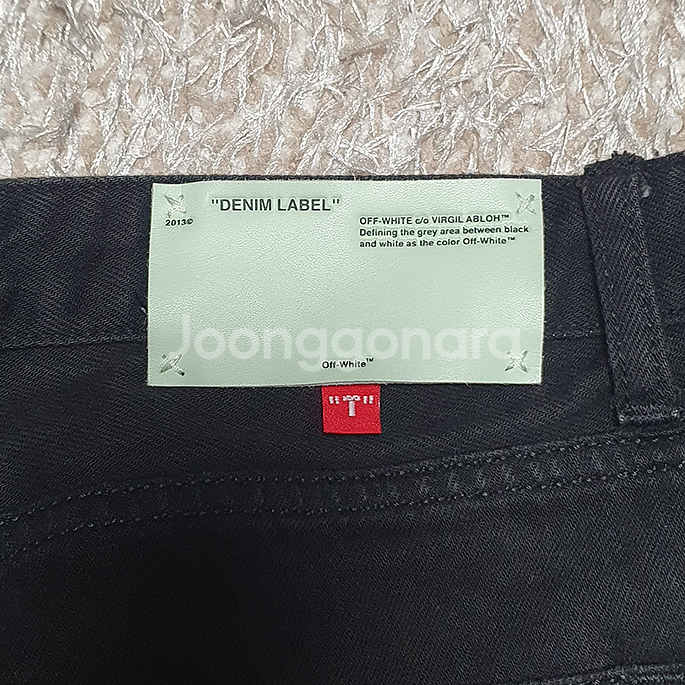 "DENIM LABEL"
2013©
OFF-WHITE c/o VIRGIL ABLOH™
Defining the grey area between black
and white as the color Off-White™
Joonggonara
Off-White™
"T"